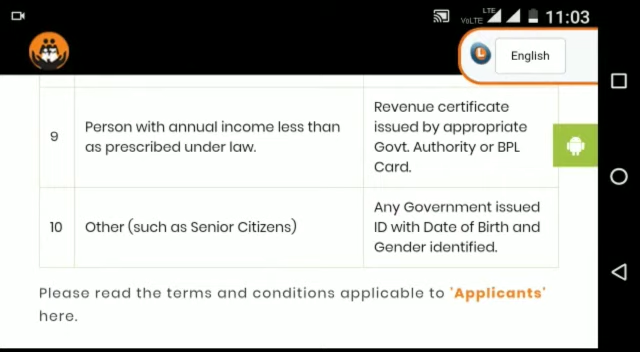 LTE
VoLTE
11:03
English
9
Person with annual income less than
as prescribed under law.
Revenue certificate
issued by appropriate
Govt. Authority or BPL
Card.
10
Other (such as Senior Citizens)
Any Government issued
ID with Date of Birth and
Gender identified.
Please read the terms and conditions applicable to 'Applicants'
here.